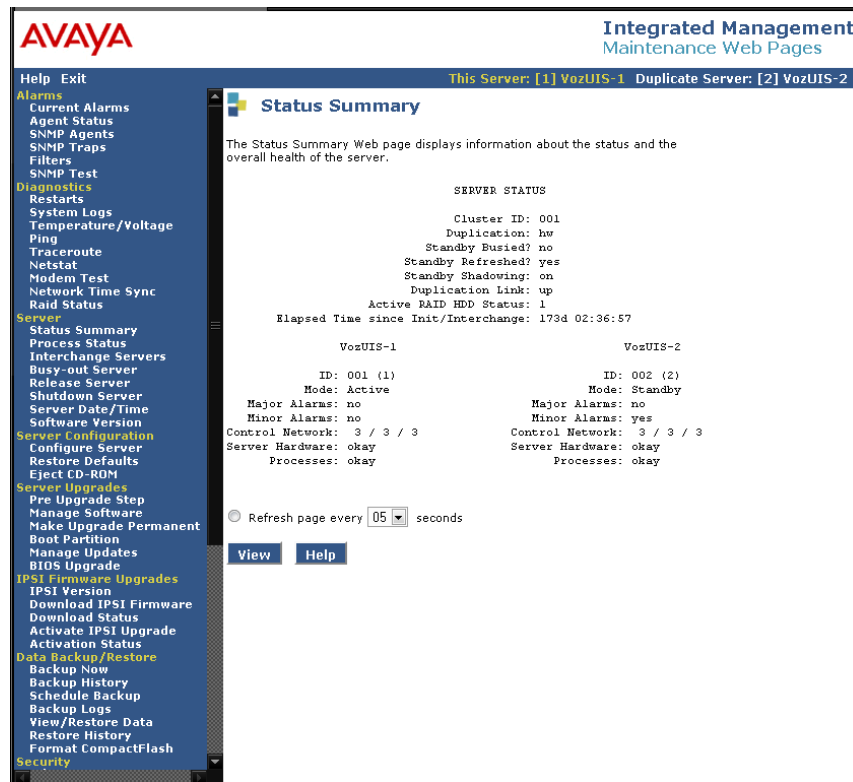 AVAYA
Integrated Management
Maintenance Web Pages
Help Exit
This Server: [1] VozUIS-1 Duplicate Server: [2] VozUIS-2
Alarms
Current Alarms
Agent Status
SNMP Agents
SNMP Traps
Filters
SNMP Test
Diagnostics
Restarts
System Logs
Temperature/Voltage
Ping
Traceroute
Netstat
Modem Test
Network Time Sync
Raid Status
Server
Status Summary
Process Status
Interchange Servers
Busy-out Server
Release Server
Shutdown Server
Server Date/Time
Software Version
Server Configuration
Configure Server
Restore Defaults
Eject CD-ROM
Server Upgrades
Pre Upgrade Step
Manage Software
Make Upgrade Permanent
Boot Partition
Manage Updates
BIOS Upgrade
IPSI Firmware Upgrades
IPSI Version
Download IPSI Firmware
Download Status
Activate IPSI Upgrade
Activation Status
Data Backup/Restore
Backup Now
Backup History
Schedule Backup
Backup Logs
View/Restore Data
Restore History
Format CompactFlash
Security
Status Summary
The Status Summary Web page displays information about the status and the
overall health of the server.
SERVER STATUS
Cluster ID: 001
Duplication: hw
Standby Busied? no
Standby Refreshed? yes
Standby Shadowing: on
Duplication Link: up
Active RAID HDD Status: 1
Elapsed Time since Init/Interchange: 173d 02:36:57
VozUIS-1 VozUIS-2
ID: 001 (1) ID: 002 (2)
Mode: Active Mode: Standby
Major Alarms: no Major Alarms: no
Minor Alarms: no Minor Alarms: yes
Control Network: 3 / 3 / 3 Control Network: 3 / 3 / 3
Server Hardware: okay Server Hardware: okay
Processes: okay Processes: okay
Refresh page every 05 seconds
View Help